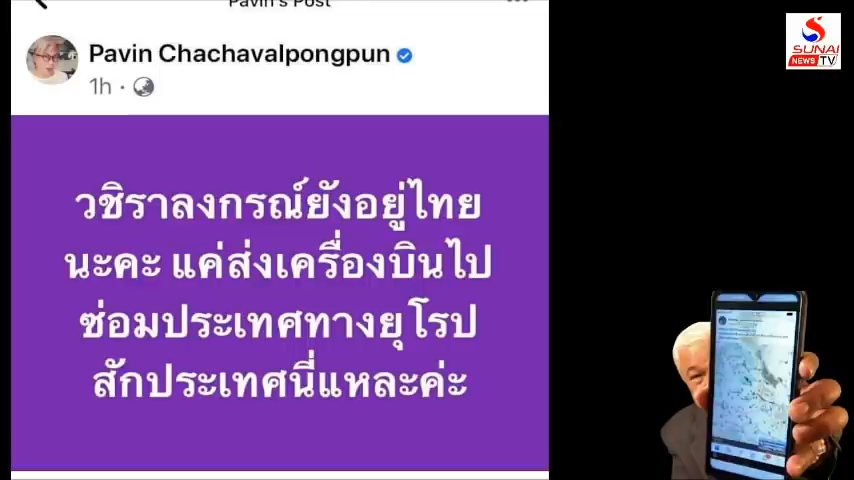 Pavin's Post
Pavin Chachavalpongpun
1h ·
SUNAI
NEWS TV
วชิราลงกรณ์ยังอยู่ไทย
นะคะ แค่ส่งเครื่องบินไป
ซ่อมประเทศทางยุโรป
สักประเทศนี่แหละค่ะ